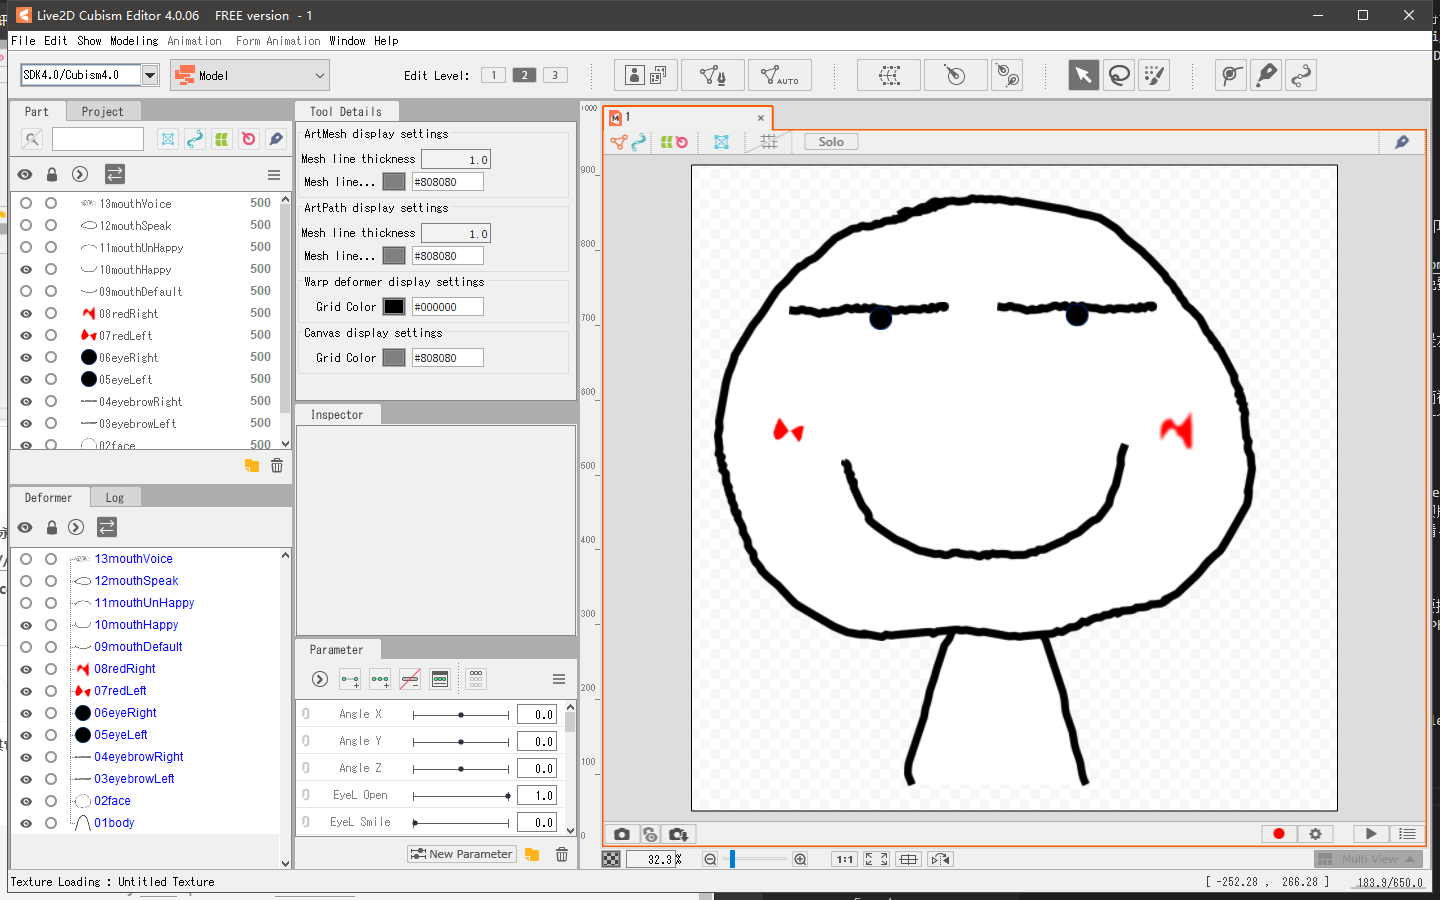 Live2D Cubism Editor 4.0.06 FREE version - 1
File Edit Show Modeling Animation Form Animation Window Help
SDK4.0/Cubism4.0 Model Edit Level: 1 2 3 AUTO
Part Project
13mouthVoice 500
12mouthSpeak 500
11mouthUnHappy 500
10mouthHappy 500
09mouthDefault 500
08redRight 500
07redLeft 500
06eyeRight 500
05eyeLeft 500
04eyebrowRight 500
03eyebrowLeft 500
02face 500
Deformer Log
13mouthVoice
12mouthSpeak
11mouthUnHappy
10mouthHappy
09mouthDefault
08redRight
07redLeft
06eyeRight
05eyeLeft
04eyebrowRight
03eyebrowLeft
02face
01body
Tool Details
ArtMesh display settings
Mesh line thickness 1.0
Mesh line... #808080
ArtPath display settings
Mesh line thickness 1.0
Mesh line... #808080
Warp deformer display settings
Grid Color #000000
Canvas display settings
Grid Color #808080
Inspector
Parameter
Angle X 0.0
Angle Y 0.0
Angle Z 0.0
EyeL Open 1.0
EyeL Smile 0.0
New Parameter
1000
900
800
700
600
500
400
300
200
100
0
M 1 ×
Solo
32.3% 1:1 Multi View
Texture Loading : Untitled Texture [ -252.28 , 266.28 ] 183.9/650.0